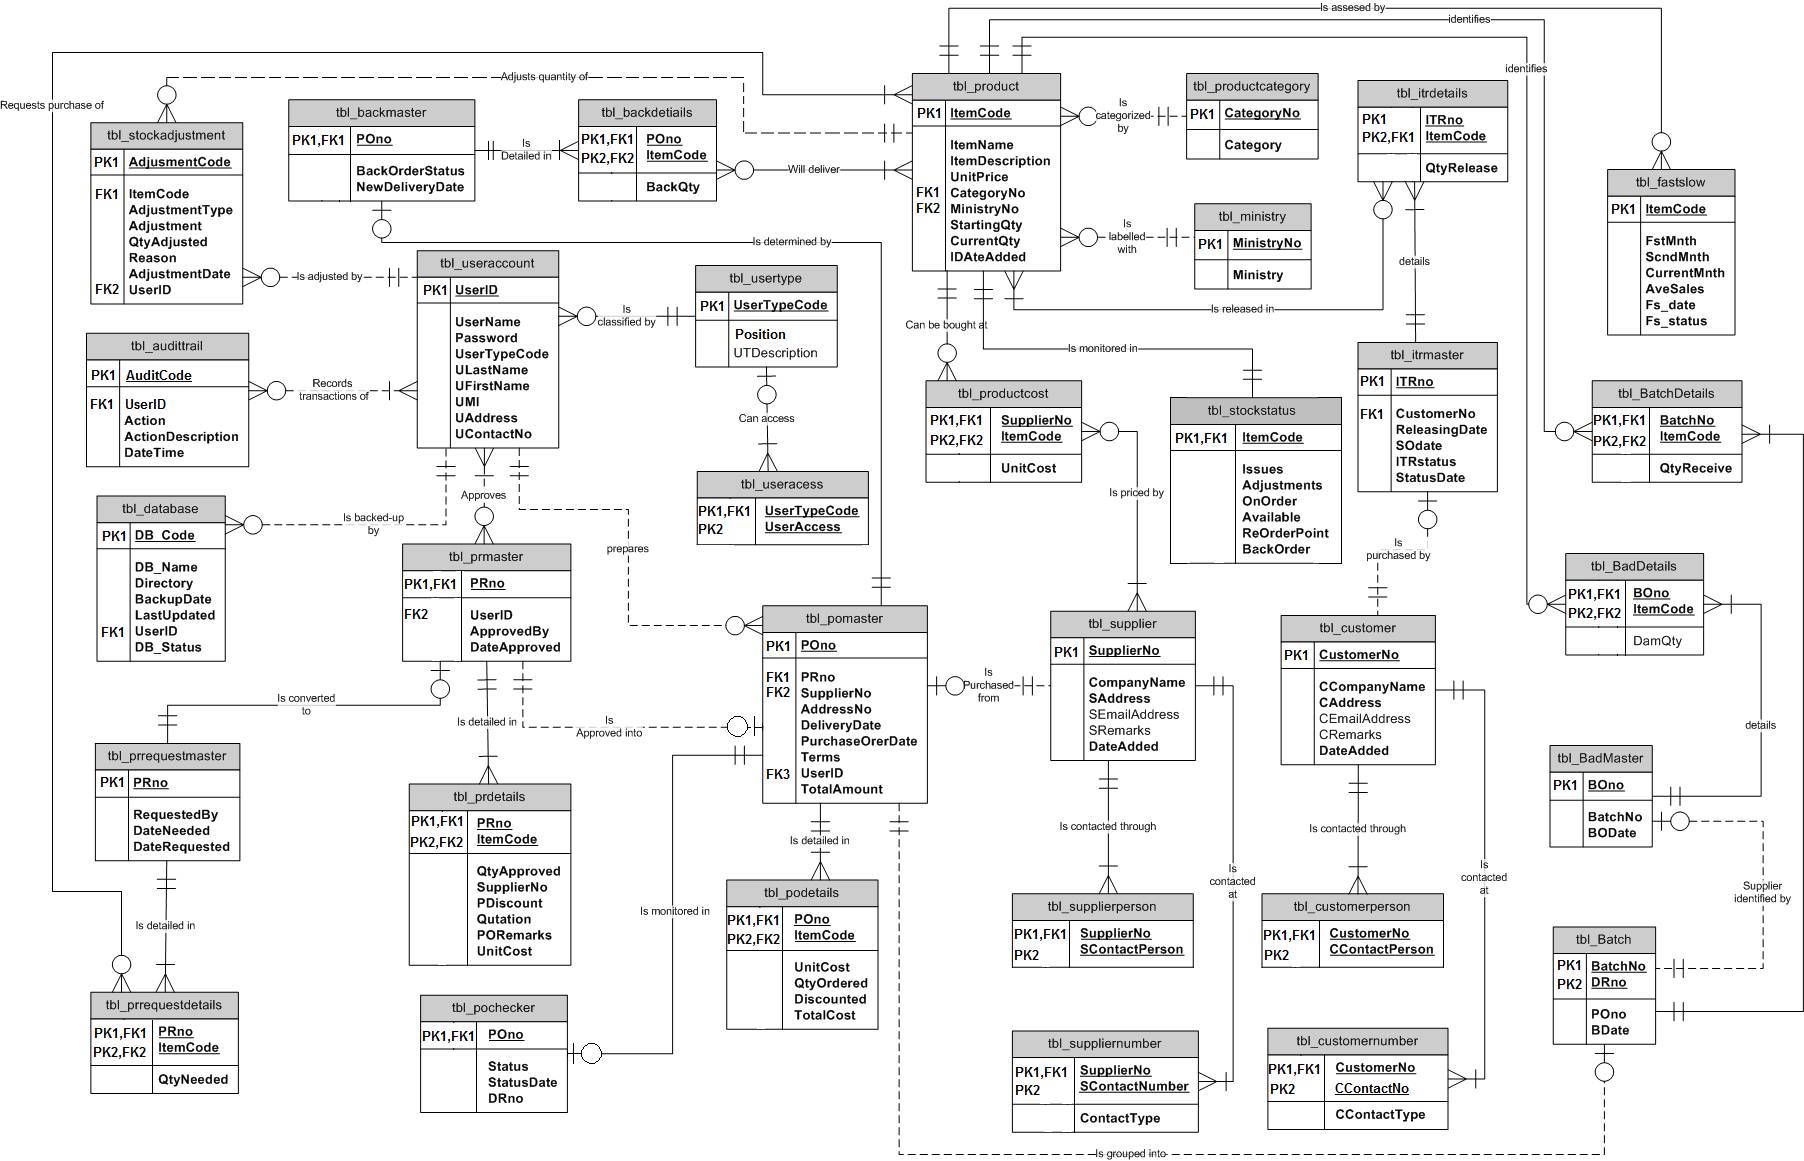 Is assesed by
identifies
identifies
Requests purchase of
Adjusts quantity of
tbl_stockadjustment
PK1 AdjusmentCode
FK1 ItemCode
AdjustmentType
Adjustment
QtyAdjusted
Reason
AdjustmentDate
FK2 UserID
tbl_backmaster
PK1,FK1 POno
BackOrderStatus
NewDeliveryDate
Is
Detailed in
tbl_backdetiails
PK1,FK1 POno
PK2,FK2 ItemCode
BackQty
Will deliver
tbl_product
PK1 ItemCode
ItemName
ItemDescription
UnitPrice
FK1 CategoryNo
FK2 MinistryNo
StartingQty
CurrentQty
IDAteAdded
Is
categorized
by
tbl_productcategory
PK1 CategoryNo
Category
Is
labelled
with
tbl_ministry
PK1 MinistryNo
Ministry
tbl_itrdetails
PK1 ITRno
PK2,FK1 ItemCode
QtyRelease
tbl_fastslow
PK1 ItemCode
FstMnth
ScndMnth
CurrentMnth
AveSales
Fs_date
Fs_status
details
Is released in
Is determined by
Is adjusted by
tbl_useraccount
PK1 UserID
UserName
Password
UserTypeCode
ULastName
UFirstName
UMI
UAddress
UContactNo
Is
classified by
tbl_usertype
PK1 UserTypeCode
Position
UTDescription
Can access
tbl_useracess
PK1,FK1 UserTypeCode
PK2 UserAccess
Can be bought at
Is monitored in
tbl_audittrail
PK1 AuditCode
FK1 UserID
Action
ActionDescription
DateTime
Records
transactions of
tbl_productcost
PK1,FK1 SupplierNo
PK2,FK2 ItemCode
UnitCost
Is priced by
tbl_stockstatus
PK1,FK1 ItemCode
Issues
Adjustments
OnOrder
Available
ReOrderPoint
BackOrder
tbl_itrmaster
PK1 ITRno
FK1 CustomerNo
ReleasingDate
SOdate
ITRstatus
StatusDate
Is
purchased by
tbl_BatchDetails
PK1,FK1 BatchNo
PK2,FK2 ItemCode
QtyReceive
tbl_database
PK1 DB_Code
DB_Name
Directory
BackupDate
LastUpdated
FK1 UserID
DB_Status
Is backed-up
by
Approves
prepares
tbl_prmaster
PK1,FK1 PRno
FK2 UserID
ApprovedBy
DateApproved
Is converted
to
Is detailed in
Is
Approved into
tbl_pomaster
PK1 POno
FK1 PRno
FK2 SupplierNo
AddressNo
DeliveryDate
PurchaseOrerDate
Terms
FK3 UserID
TotalAmount
Is
Purchased
from
tbl_supplier
PK1 SupplierNo
CompanyName
SAddress
SEmailAddress
SRemarks
DateAdded
tbl_customer
PK1 CustomerNo
CCompanyName
CAddress
CEmailAddress
CRemarks
DateAdded
tbl_BadDetails
PK1,FK1 BOno
PK2,FK2 ItemCode
DamQty
details
tbl_BadMaster
PK1 BOno
BatchNo
BODate
Supplier
identified by
tbl_prrequestmaster
PK1 PRno
RequestedBy
DateNeeded
DateRequested
Is detailed in
tbl_prrequestdetails
PK1,FK1 PRno
PK2,FK2 ItemCode
QtyNeeded
tbl_prdetails
PK1,FK1 PRno
PK2,FK2 ItemCode
QtyApproved
SupplierNo
PDiscount
Qutation
PORemarks
UnitCost
tbl_pochecker
PK1,FK1 POno
Status
StatusDate
DRno
Is monitored in
Is detailed in
tbl_podetails
PK1,FK1 POno
PK2,FK2 ItemCode
UnitCost
QtyOrdered
Discounted
TotalCost
Is contacted through
Is
contacted
at
tbl_supplierperson
PK1,FK1 SupplierNo
PK2 SContactPerson
tbl_suppliernumber
PK1,FK1 SupplierNo
PK2 SContactNumber
ContactType
Is contacted through
Is
contacted
at
tbl_customerperson
PK1,FK1 CustomerNo
PK2 CContactPerson
tbl_customernumber
PK1,FK1 CustomerNo
PK2 CContactNo
CContactType
tbl_Batch
PK1 BatchNo
PK2 DRno
POno
BDate
Is grouped into